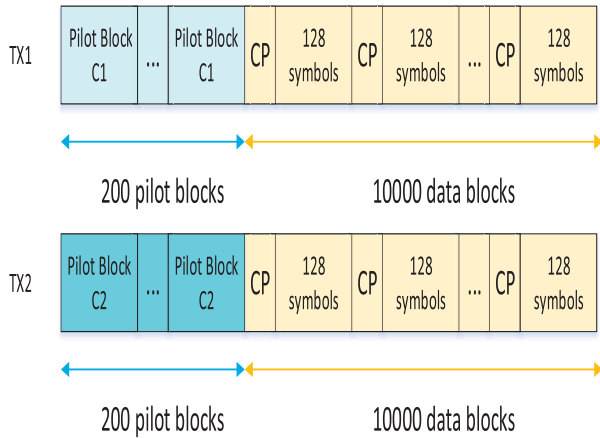 TX1
Pilot Block
C1
...
Pilot Block
C1
CP
128
symbols
CP
128
symbols
...
CP
128
symbols
200 pilot blocks
10000 data blocks
TX2
Pilot Block
C2
...
Pilot Block
C2
CP
128
symbols
CP
128
symbols
...
CP
128
symbols
200 pilot blocks
10000 data blocks